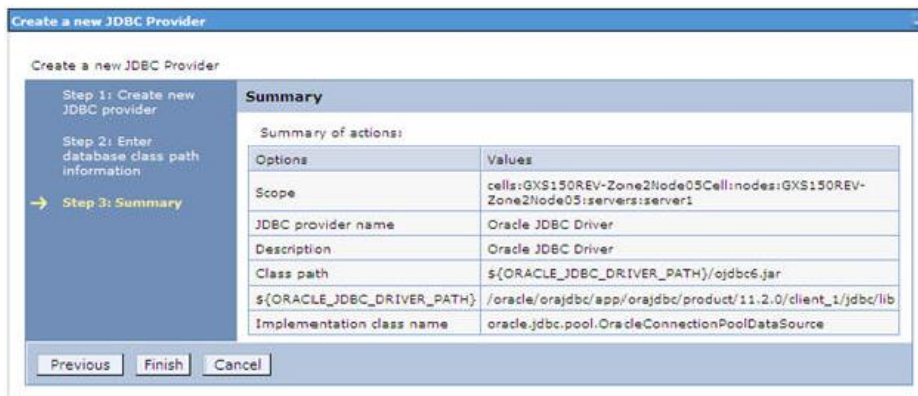 Create a new JDBC Provider
Create a new JDBC Provider
Step 1: Create new
JDBC provider
Step 2: Enter
database class path
information
Step 3: Summary
Summary
Summary of actions:
Options Values
Scope cells:GXS150REV-Zone2Node05Cell:nodes:GXS150REV-
Zone2Node05:servers:server1
JDBC provider name Oracle JDBC Driver
Description Oracle JDBC Driver
Class path ${ORACLE_JDBC_DRIVER_PATH}/ojdbc6.jar
${ORACLE_JDBC_DRIVER_PATH} /oracle/orajdbc/app/orajdbc/product/11.2.0/client_1/jdbc/lib
Implementation class name oracle.jdbc.pool.OracleConnectionPoolDataSource
Previous Finish Cancel